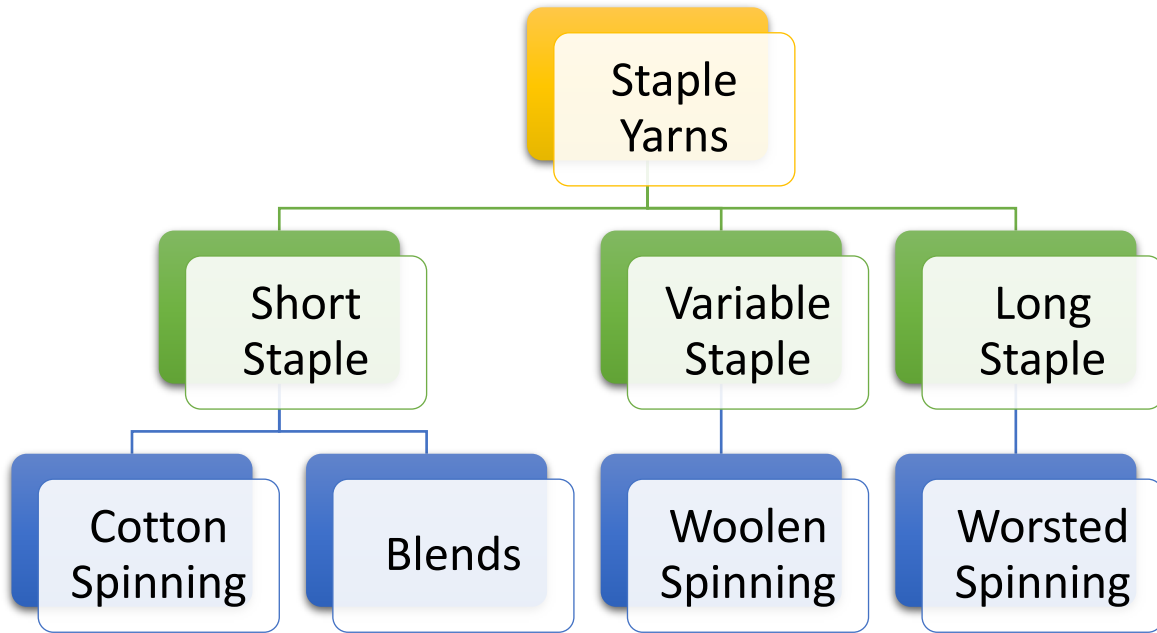 Staple
Yarns
Short
Staple
Variable
Staple
Long
Staple
Cotton
Spinning
Blends
Woolen
Spinning
Worsted
Spinning